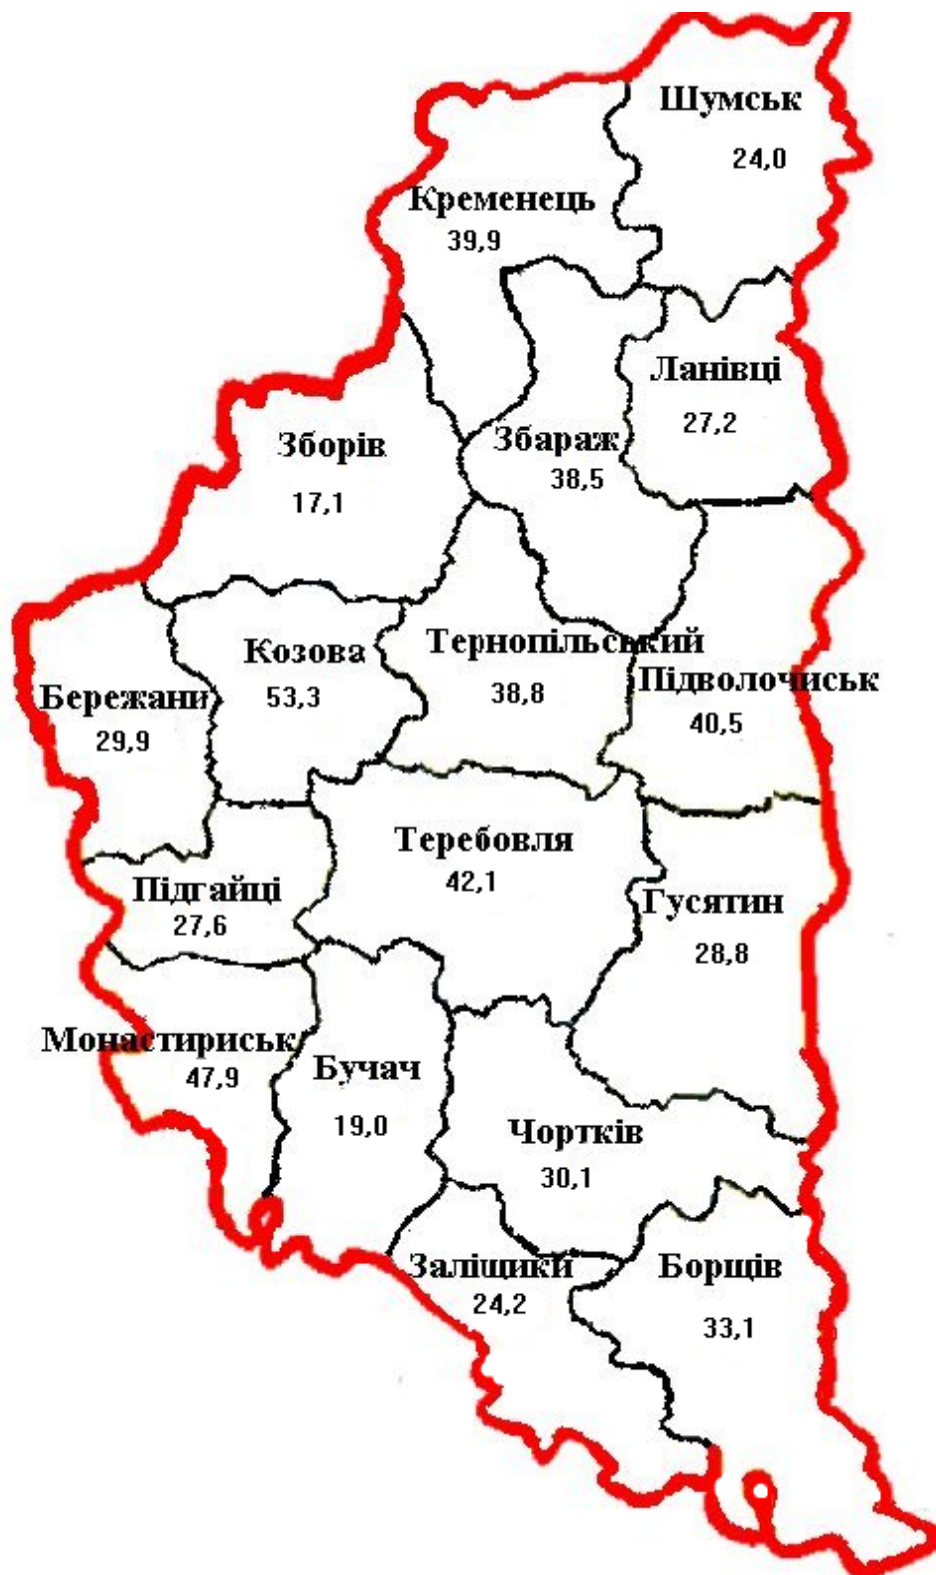 Шумськ
24,0
Кременець
39,9
Ланівці
27,2
Збараж
38,5
Зборів
17,1
Тернопільський
38,8
Козова
53,3
Підволочиськ
40,5
Бережани
29,9
Теребовля
42,1
Підгайці
27,6
Гусятин
28,8
Монастириськ
47,9
Бучач
19,0
Чортків
30,1
Заліщики
24,2
Борщів
33,1